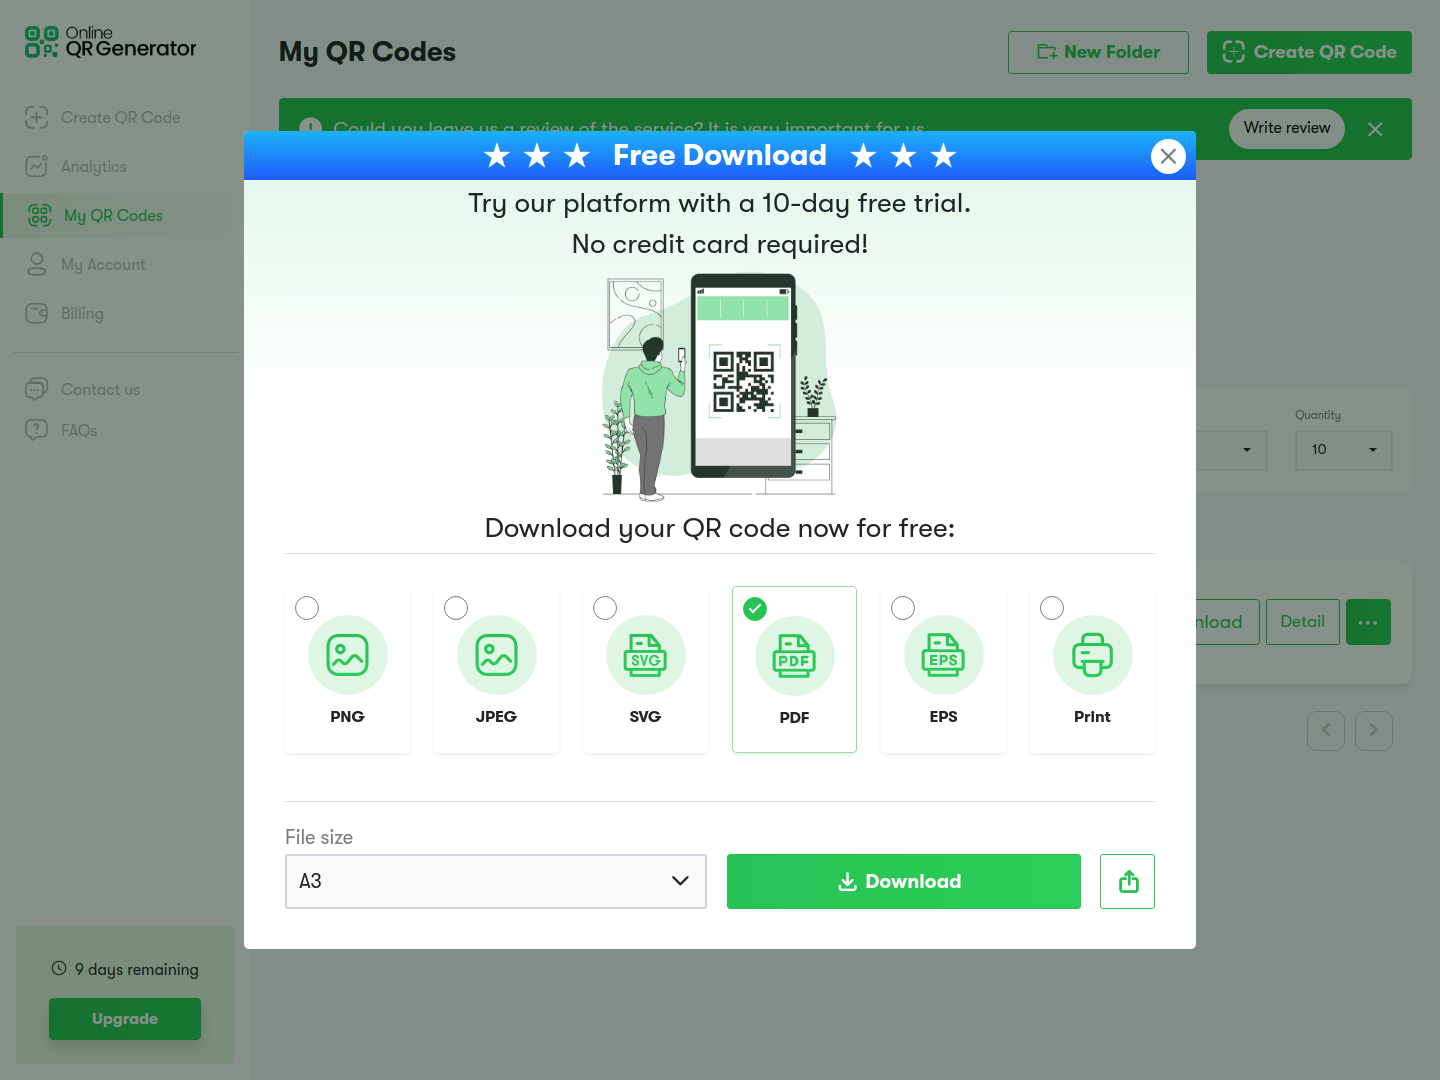 Online
QR Generator
Create QR Code
Analytics
My QR Codes
My Account
Billing
Contact us
FAQs
9 days remaining
Upgrade
My QR Codes
New Folder
Create QR Code
Could you leave us a review of the service? It is very important for us
Write review
Quantity
10
nload
Detail
Free Download
Try our platform with a 10-day free trial.
No credit card required!
Download your QR code now for free:
PNG
JPEG
SVG
SVG
PDF
PDF
EPS
EPS
Print
File size
A3
Download